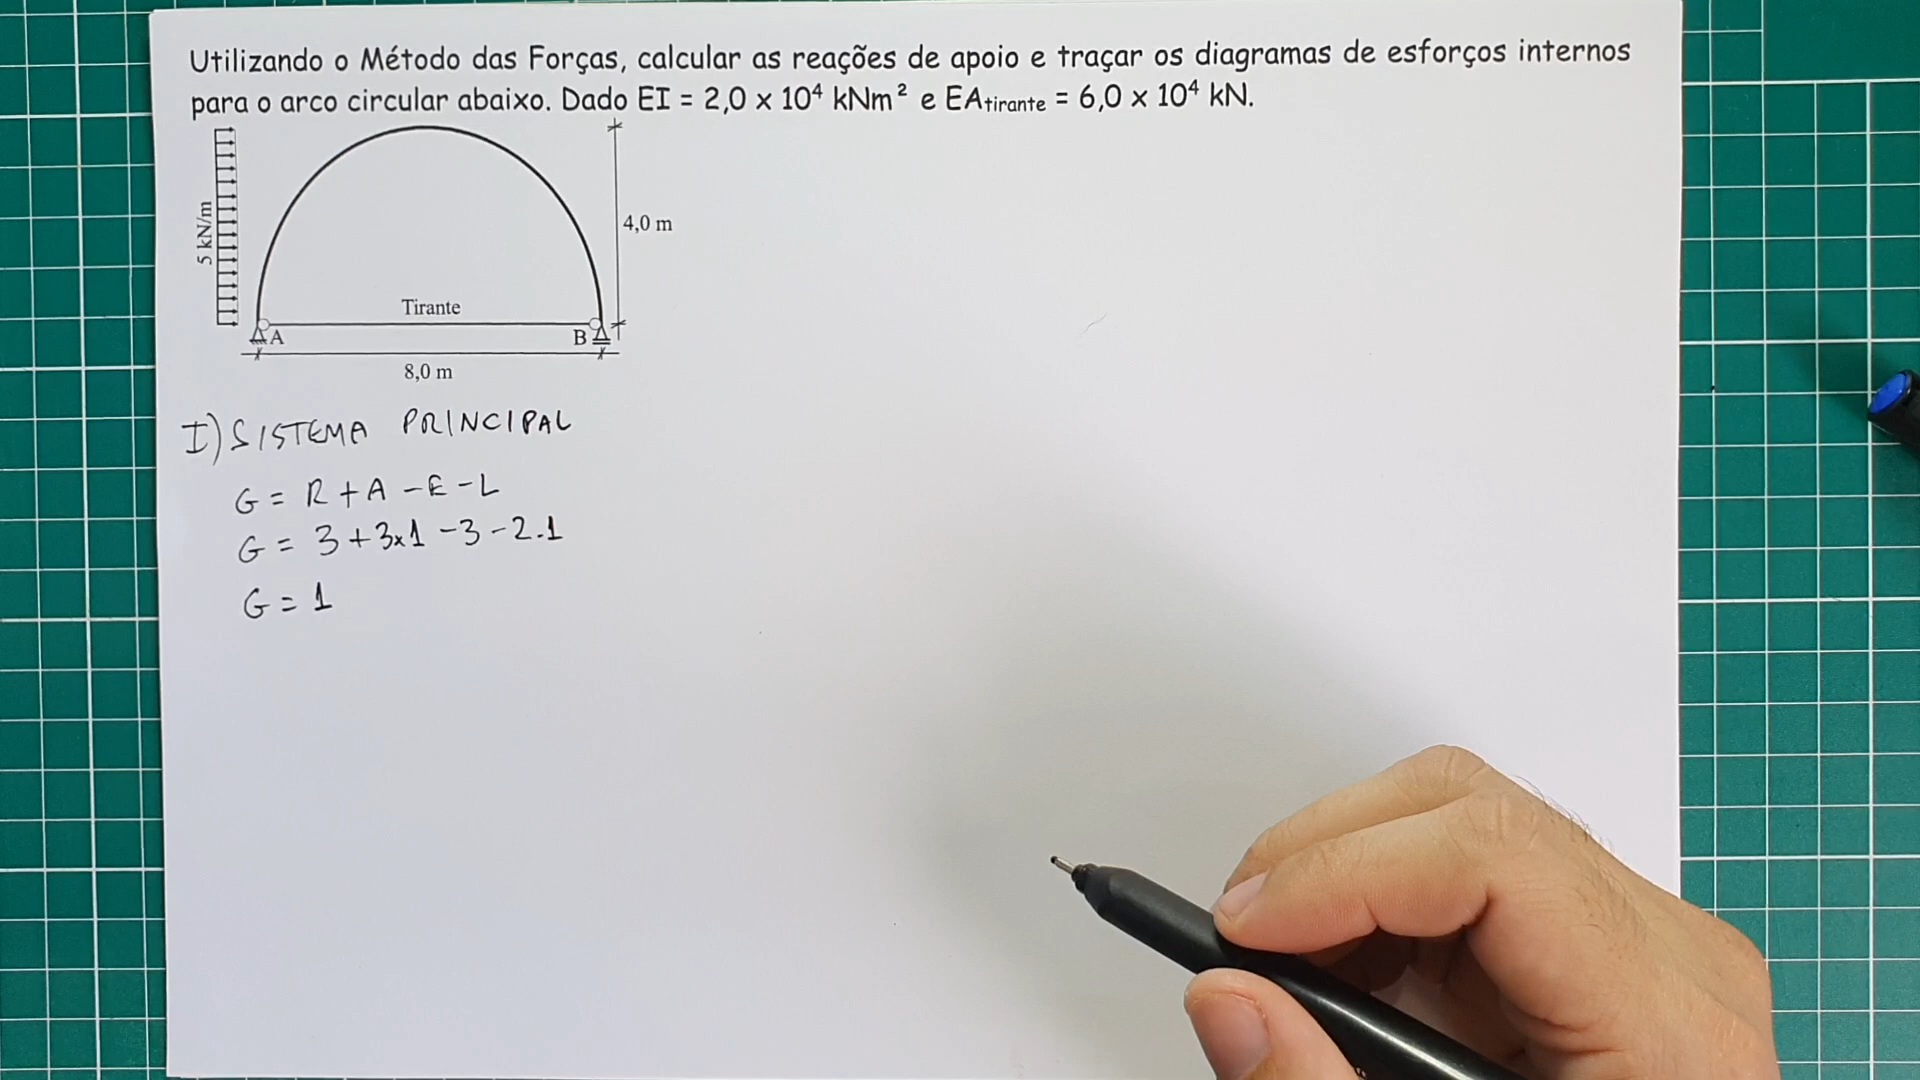 Utilizando o Método das Forças, calcular as reações de apoio e traçar os diagramas de esforços internos
para o arco circular abaixo. Dado EI = 2,0 x 10⁴ kNm² e EAtirante = 6,0 x 10⁴ kN.
5 kN/m
4,0 m
Tirante
A
B
8,0 m
I) SISTEMA PRINCIPAL
G = R + A - E - L
G = 3 + 3x1 - 3 - 2.1
G = 1